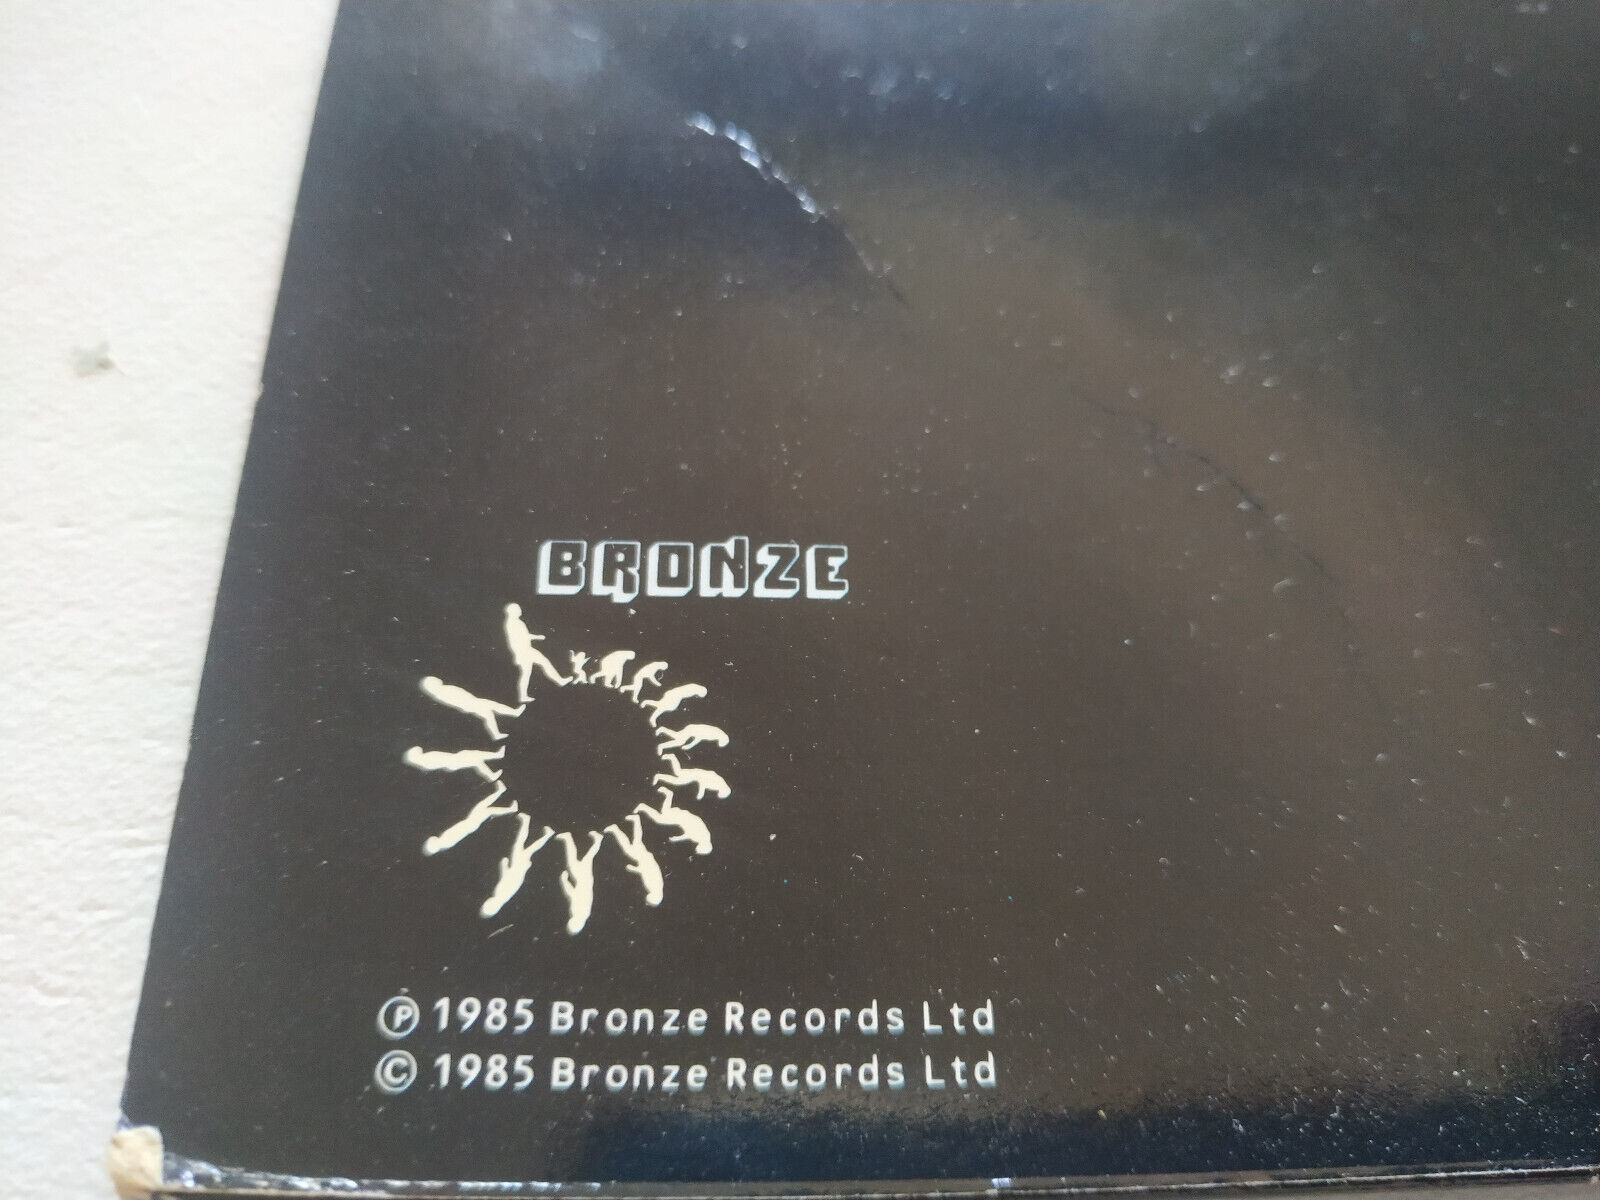 BRONZE
℗ 1985 Bronze Records Ltd
© 1985 Bronze Records Ltd